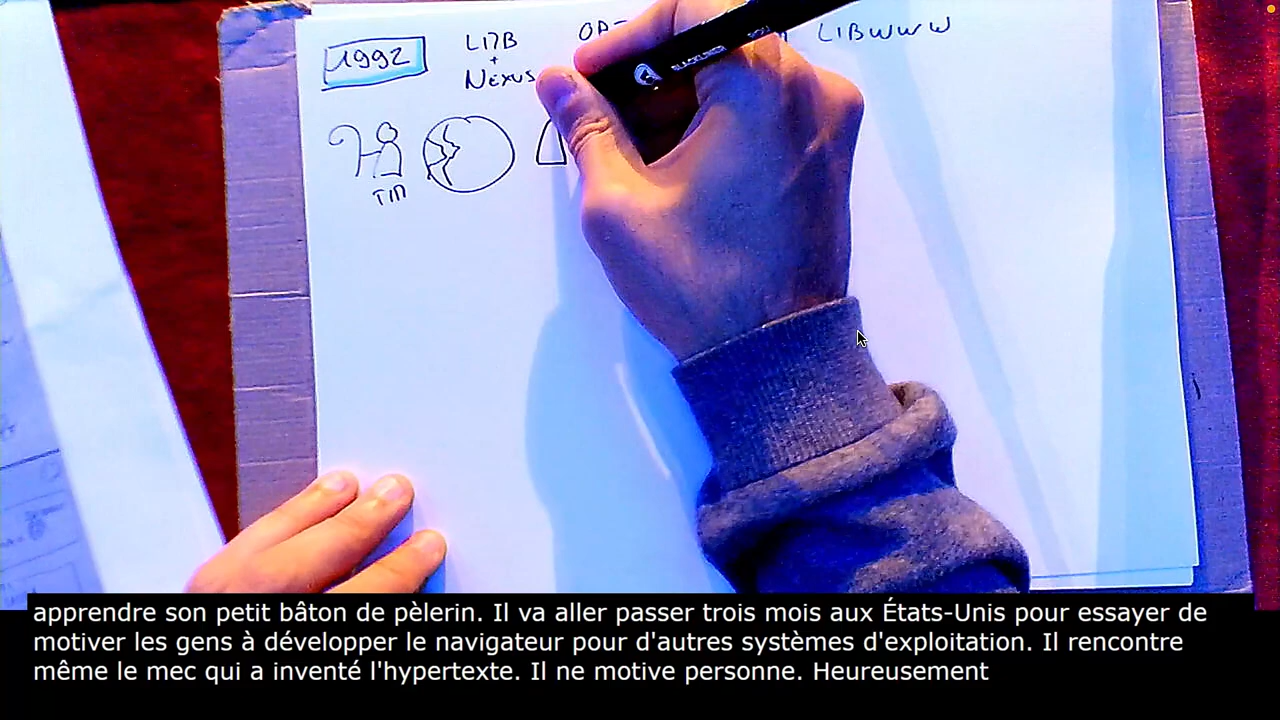 1992 LMB OP LIBWWW
+
NEXUS
TIM
apprendre son petit bâton de pèlerin. Il va aller passer trois mois aux États-Unis pour essayer de
motiver les gens à développer le navigateur pour d'autres systèmes d'exploitation. Il rencontre
même le mec qui a inventé l'hypertexte. Il ne motive personne. Heureusement